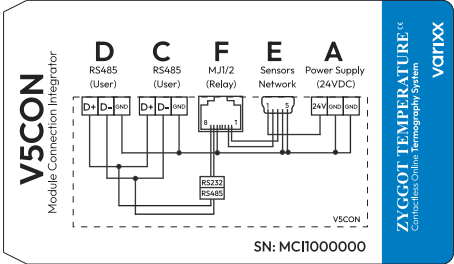 V5CON
Module Connection Integrator
D C F E A
RS485 RS485 MJ1/2 Sensors Power Supply
(User) (User) (Relay) Network (24VDC)
D+ D- GND D+ D- GND 8 1 1 5 24V GND GND
RS232
RS485
V5CON
SN: MCI1000000
ZYGGOT TEMPERATURE CE
Contactless Online Termography System
varixx